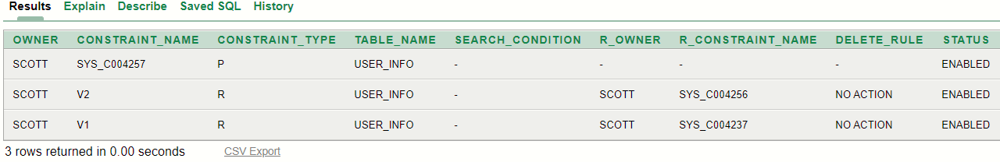 Results Explain Describe Saved SQL History
OWNER CONSTRAINT_NAME CONSTRAINT_TYPE TABLE_NAME SEARCH_CONDITION R_OWNER R_CONSTRAINT_NAME DELETE_RULE STATUS
SCOTT SYS_C004257 P USER_INFO - - - - ENABLED
SCOTT V2 R USER_INFO - SCOTT SYS_C004256 NO ACTION ENABLED
SCOTT V1 R USER_INFO - SCOTT SYS_C004237 NO ACTION ENABLED
3 rows returned in 0.00 seconds CSV Export